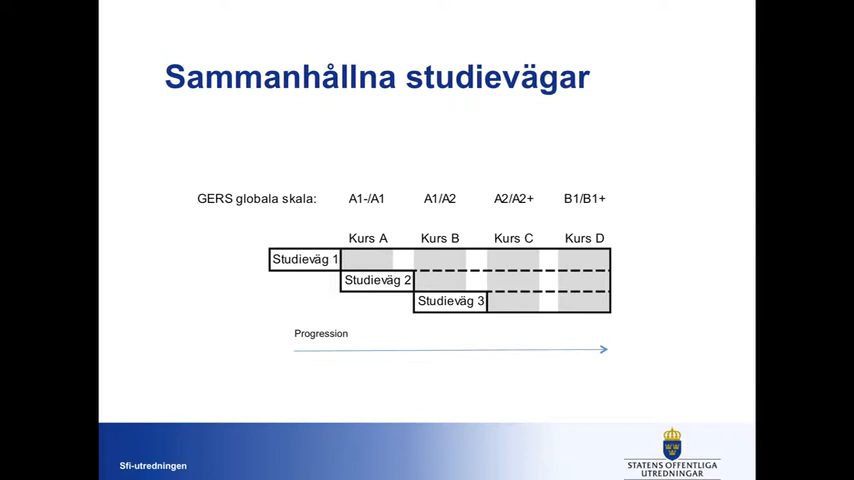 Sammanhållna studievägar
GERS globala skala: A1-/A1 A1/A2 A2/A2+ B1/B1+
Kurs A Kurs B Kurs C Kurs D
Studieväg 1
Studieväg 2
Studieväg 3
Progression
Sfi-utredningen
STATENS OFFENTLIGA
UTREDNINGAR